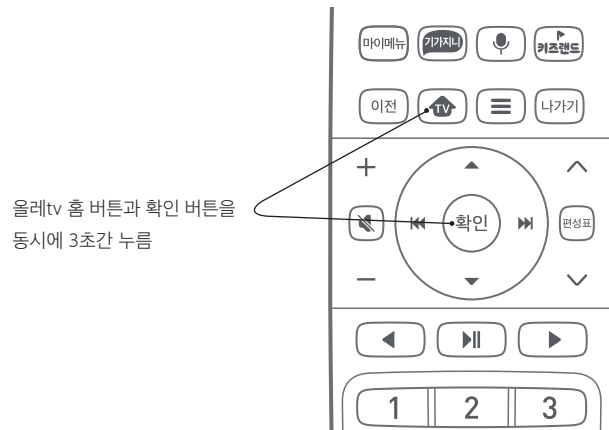 마이메뉴 기가지니 키즈랜드
이전 TV 나가기
올레tv 홈 버튼과 확인 버튼을
동시에 3초간 누름
확인 편성표
1 2 3